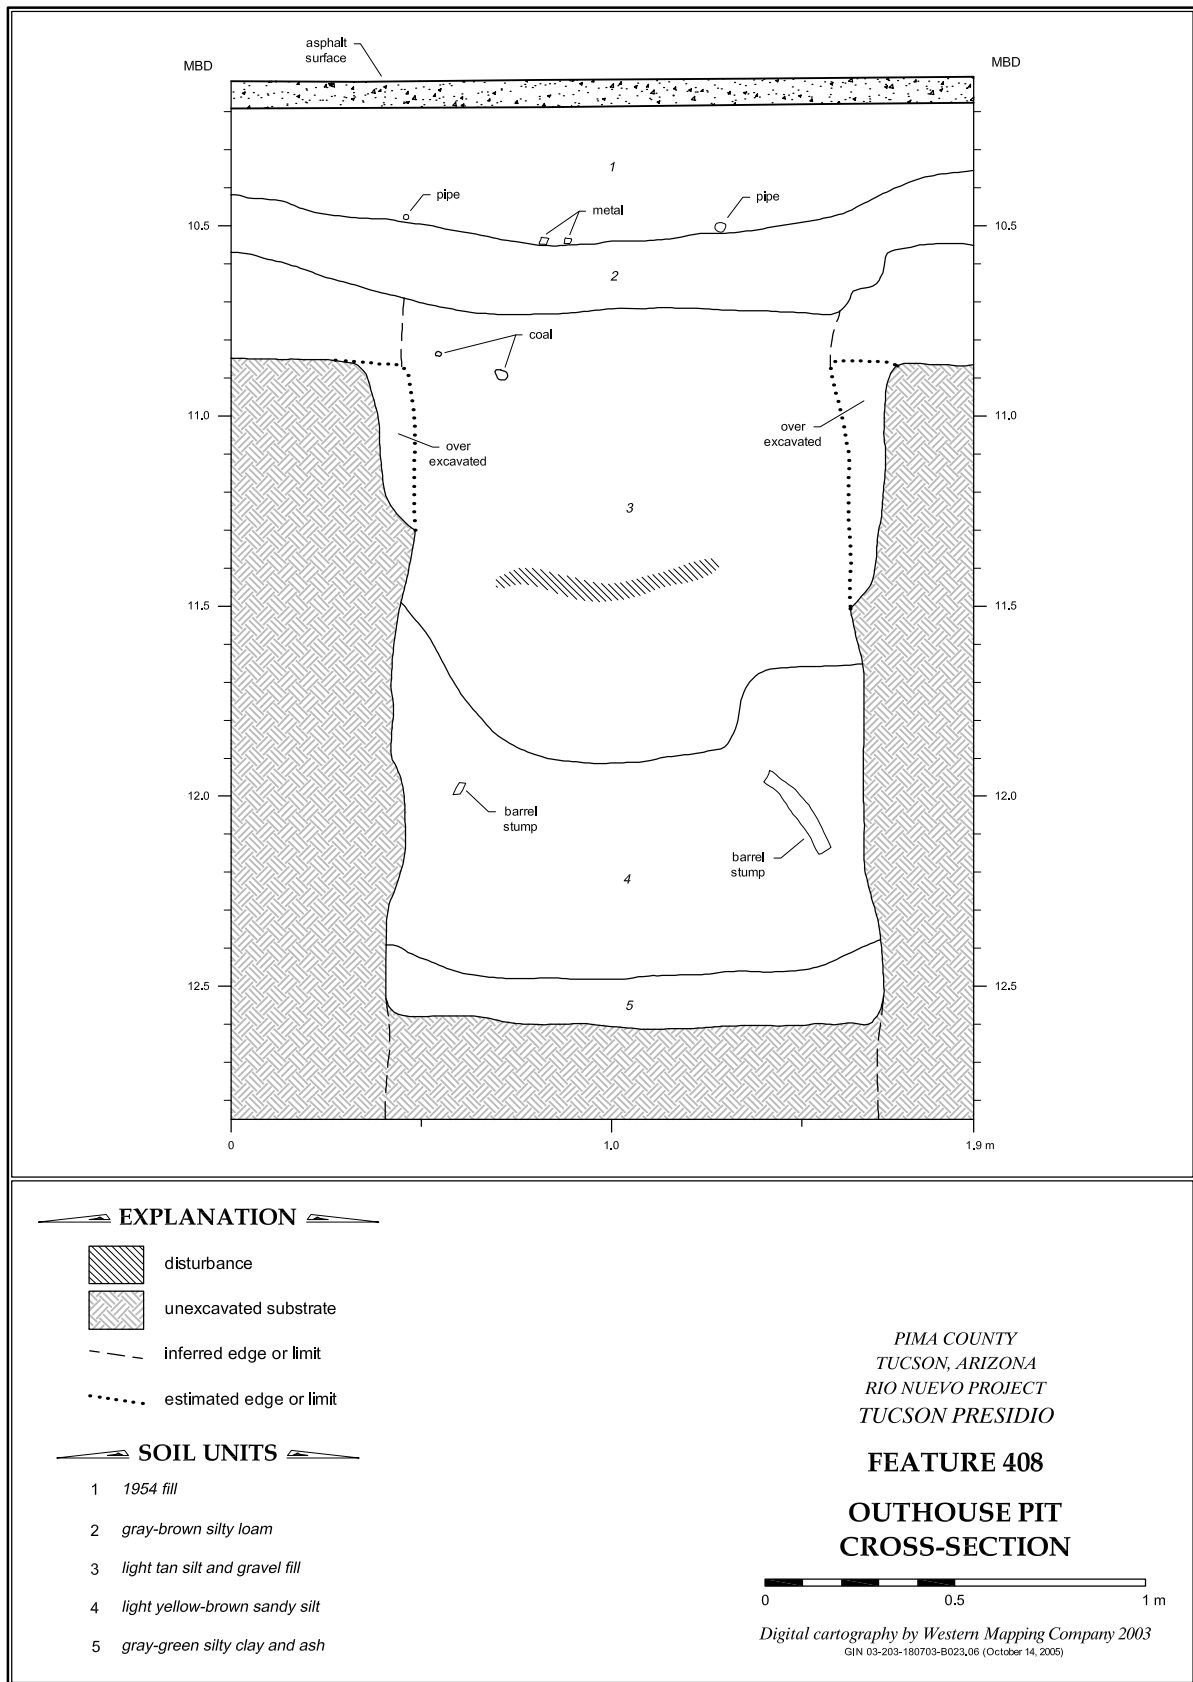 asphalt
surface
MBD
MBD
1
pipe
metal
pipe
10.5
10.5
2
coal
11.0
11.0
over
excavated
over
excavated
3
11.5
11.5
12.0
12.0
barrel
stump
barrel
stump
4
12.5
12.5
5
0
1.0
1.9 m
EXPLANATION
disturbance
unexcavated substrate
inferred edge or limit
estimated edge or limit
SOIL UNITS
1 1954 fill
2 gray-brown silty loam
3 light tan silt and gravel fill
4 light yellow-brown sandy silt
5 gray-green silty clay and ash
PIMA COUNTY
TUCSON, ARIZONA
RIO NUEVO PROJECT
TUCSON PRESIDIO
FEATURE 408
OUTHOUSE PIT
CROSS-SECTION
0 0.5 1 m
Digital cartography by Western Mapping Company 2003
GIN 03-203-180703-B023.06 (October 14, 2005)